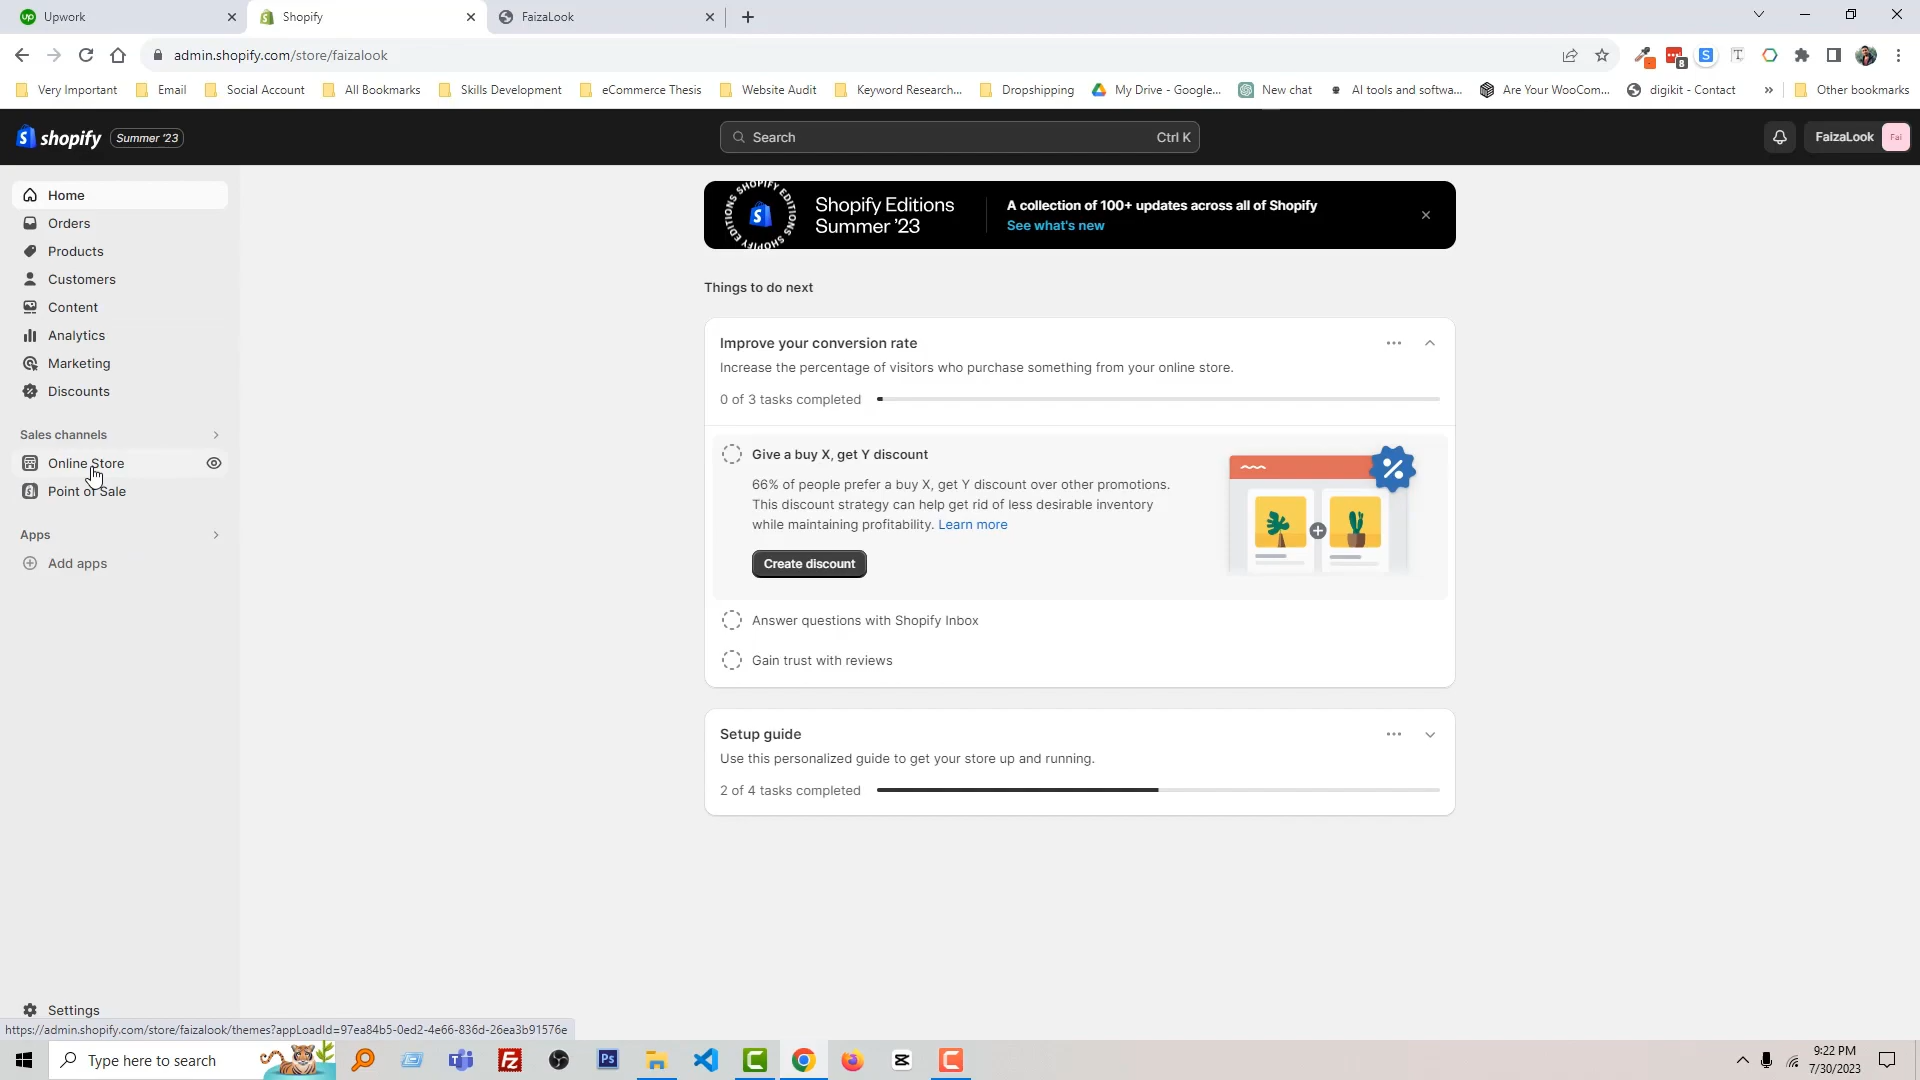 Upwork
Shopify
FaizaLook
admin.shopify.com/store/faizalook
Very Important
Email
Social Account
All Bookmarks
Skills Development
eCommerce Thesis
Website Audit
Keyword Research...
Dropshipping
My Drive - Google...
New chat
AI tools and softwa...
Are Your WooCom...
digikit - Contact
»
Other bookmarks
shopify
Summer '23
Search
Ctrl K
FaizaLook
Fai
Home
Orders
Products
Customers
Content
Analytics
Marketing
Discounts
Sales channels
Online Store
Point of Sale
Apps
Add apps
Settings
SHOPIFY EDITIONS SHOPIFY EDITIONS
Shopify Editions
Summer '23
A collection of 100+ updates across all of Shopify
See what's new
Things to do next
Improve your conversion rate
Increase the percentage of visitors who purchase something from your online store.
0 of 3 tasks completed
Give a buy X, get Y discount
66% of people prefer a buy X, get Y discount over other promotions.
This discount strategy can help get rid of less desirable inventory
while maintaining profitability. Learn more
Create discount
Answer questions with Shopify Inbox
Gain trust with reviews
Setup guide
Use this personalized guide to get your store up and running.
2 of 4 tasks completed
https://admin.shopify.com/store/faizalook/themes?appLoadId=97ea84b5-0ed2-4e66-836d-26ea3b91576e
Type here to search
9:22 PM
7/30/2023